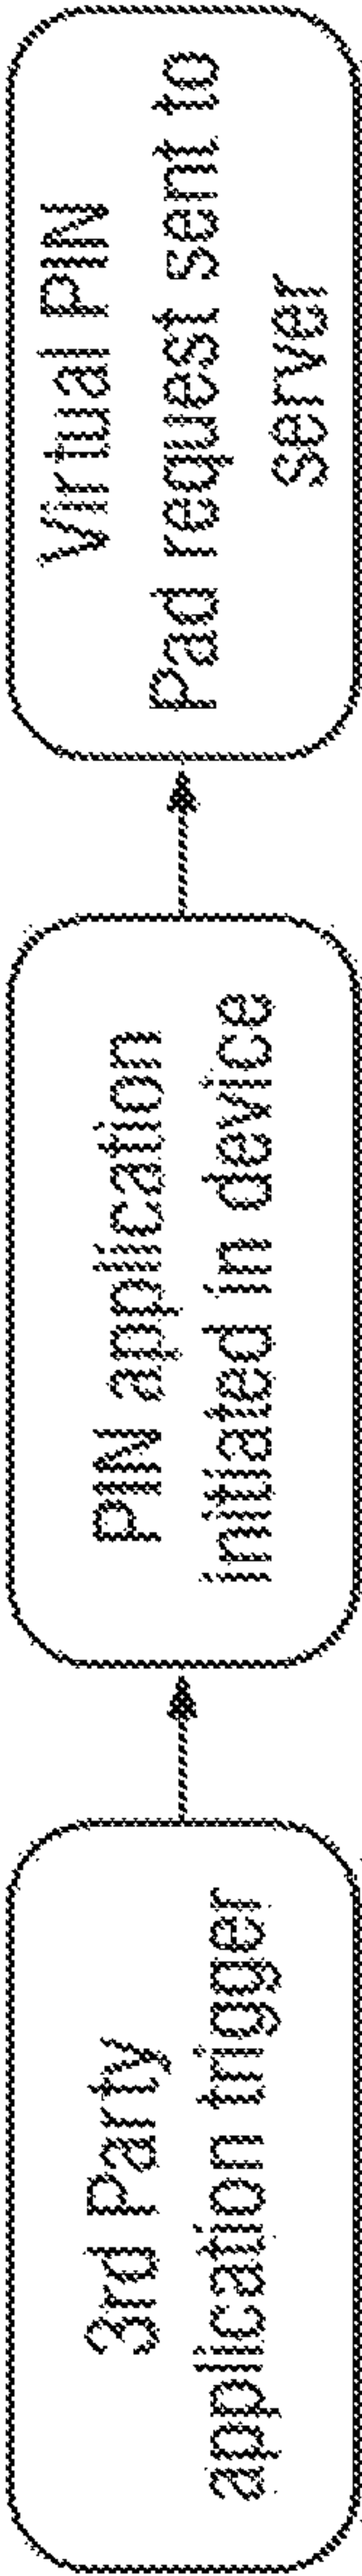 3rd Party
application trigger
PIN application
initiated in device
Virtual PIN
Pad request sent to
server